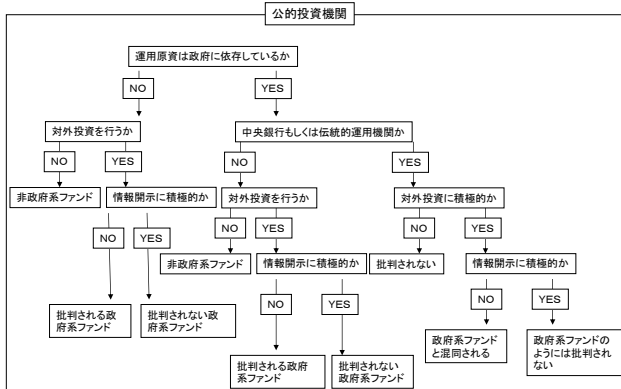 公的投資機関
運用原資は政府に依存しているか
NO
YES
対外投資を行うか
中央銀行もしくは伝統的運用機関か
NO
YES
NO
YES
非政府系ファンド
情報開示に積極的か
対外投資を行うか
対外投資に積極的か
NO
YES
NO
YES
NO
YES
非政府系ファンド
情報開示に積極的か
批判されない
情報開示に積極的か
批判される政
府系ファンド
批判されない政
府系ファンド
NO
YES
NO
YES
政府系ファンド
と混同される
政府系ファンドの
ようには批判され
ない
批判される政府
系ファンド
批判されない
政府系ファンド